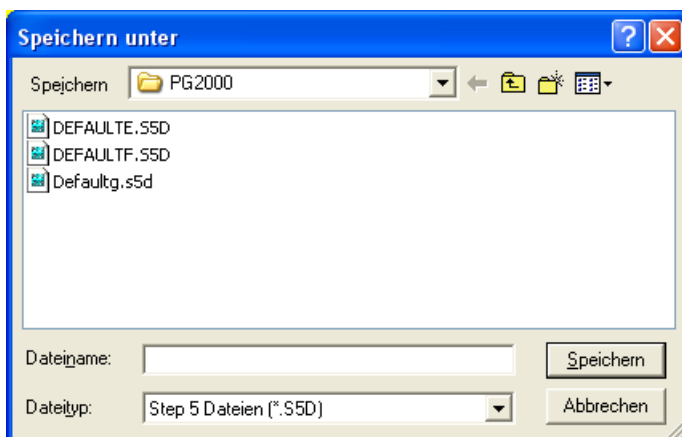 Speichern unter
Speichern PG2000
DEFAULTE.S5D
DEFAULTF.S5D
Defaultg.s5d
Dateiname: Speichern
Dateityp: Step 5 Dateien (*.S5D) Abbrechen